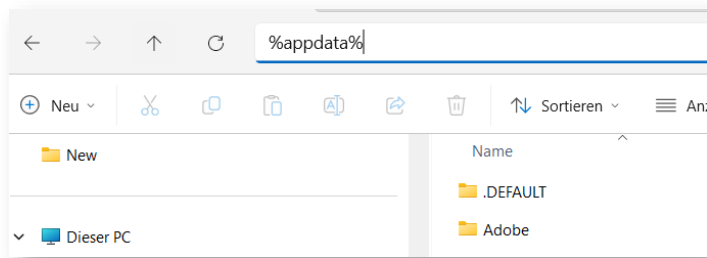 %appdata%
Neu Sortieren Anz
New Name
.DEFAULT
Dieser PC Adobe